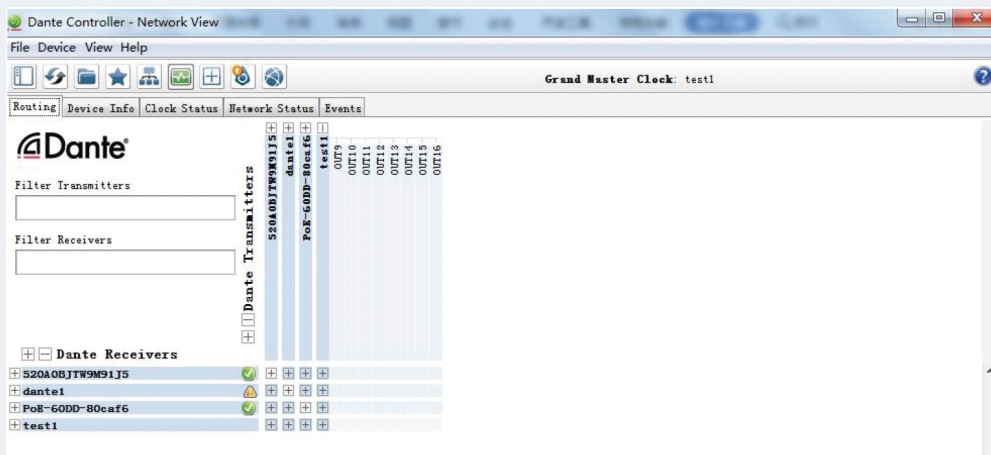 Dante Controller - Network View
File Device View Help
Grand Master Clock: test1
Routing Device Info Clock Status Network Status Events
Dante
Filter Transmitters
Filter Receivers
Dante Transmitters
520A0BJTW9M91J5
dante1
PoE-60DD-80caf6
test1
OUT9
OUT10
OUT11
OUT12
OUT13
OUT14
OUT15
OUT16
Dante Receivers
520A0BJTW9M91J5
dante1
PoE-60DD-80caf6
test1